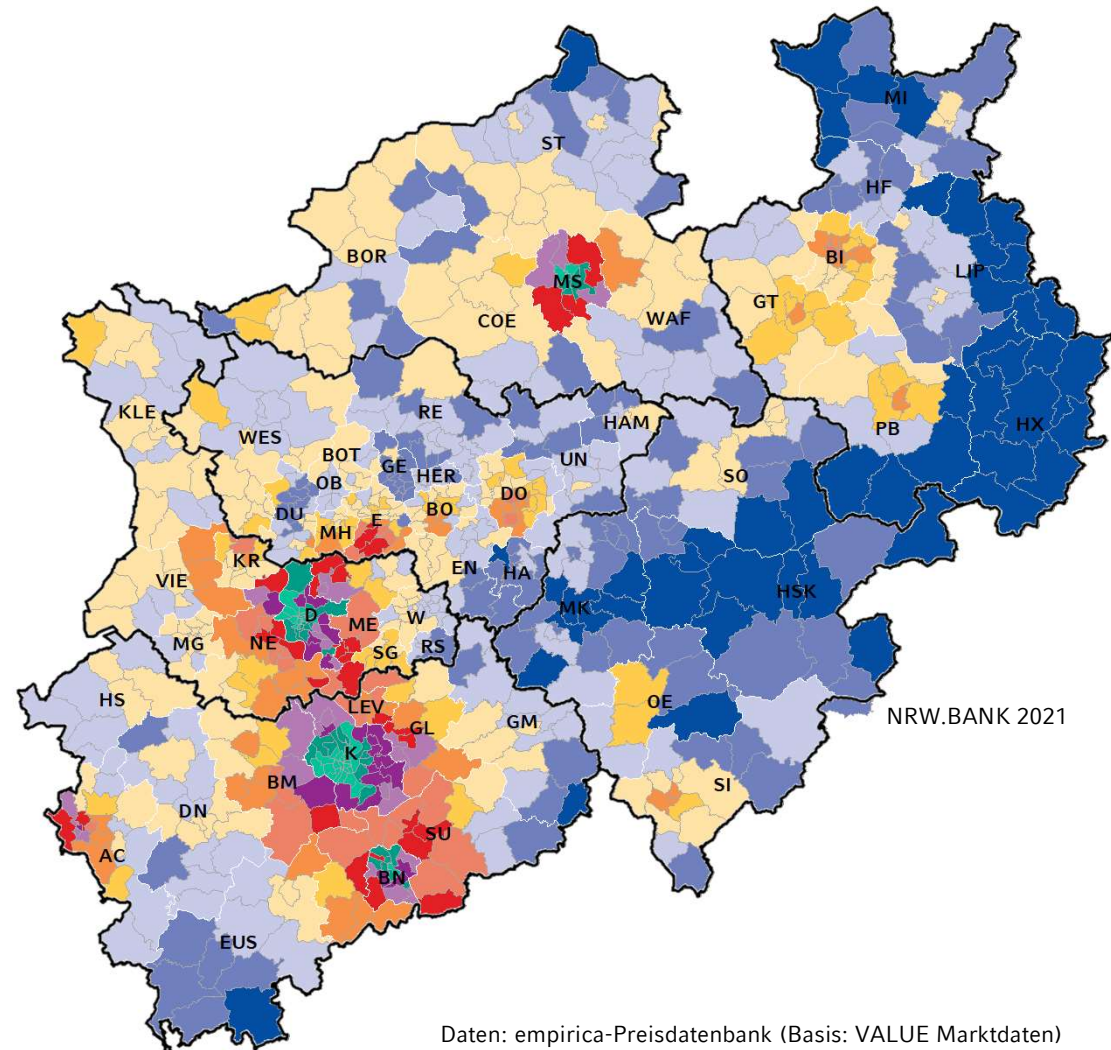 MI
ST
HF
BOR
BI
LIP
MS
GT
COE
WAF
KLE
RE
HAM
PB
HX
WES
BOT
GE
HER
UN
SO
OB
DU
BO
DO
MH
E
KR
EN
HA
VIE
HSK
MK
D
ME
W
MG
NE
SG
RS
HS
OE
LEV
GL
GM
NRW.BANK 2021
K
BM
SI
DN
SU
AC
BN
EUS
Daten: empirica-Preisdatenbank (Basis: VALUE Marktdaten)